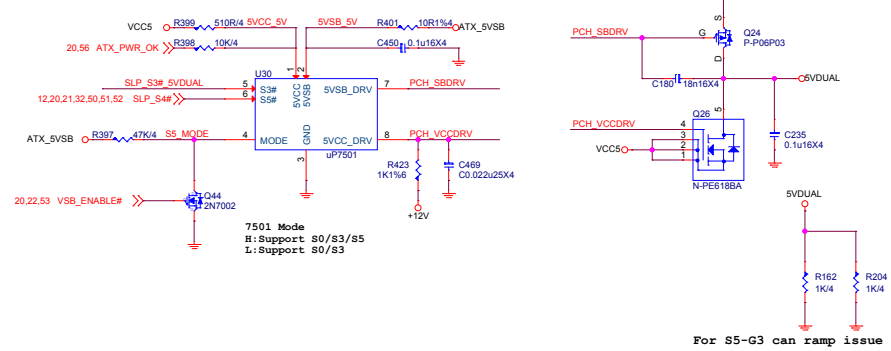 VCC5
R399
510R/4
5VCC_5V
5VSB_5V
R401
10R1%4
ATX_5VSB
20,56 ATX_PWR_OK
R398
10K/4
C450
0.1u16X4
U30
1
2
5VCC
5VSB
SLP_S3#_5VDUAL
5
S3#
12,20,21,32,50,51,52 SLP_S4#
6
S5#
5VSB_DRV
7
PCH_SBDRV
ATX_5VSB
R397
47K/4
S5_MODE
4
MODE
GND
3
5VCC_DRV
8
PCH_VCCDRV
uP7501
R423
1K1%6
C469
C0.022u25X4
+12V
20,22,53 VSB_ENABLE#
Q44
2N7002
7501 Mode
H:Support S0/S3/S5
L:Support S0/S3
PCH_SBDRV
S
G
D
Q24
P-P06P03
C180
18n16X4
5VDUAL
5
Q26
PCH_VCCDRV
4
3
2
1
VCC5
N-PE618BA
C235
0.1u16X4
5VDUAL
R162
1K/4
R204
1K/4
For S5-G3 can ramp issue